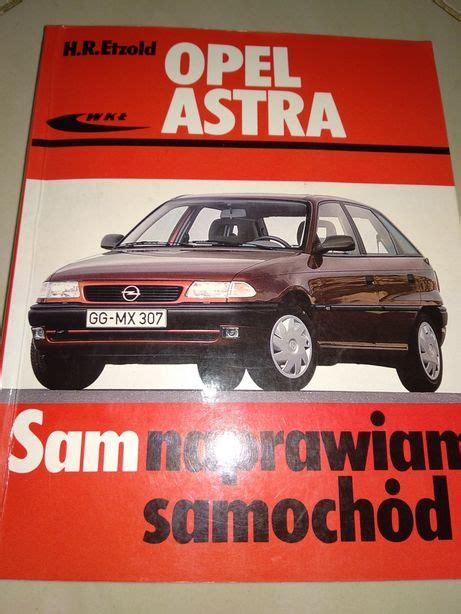 H.R.Etzold
OPEL
ASTRA
WKŁ
GG-MX 307
Sam naprawiam
samochód